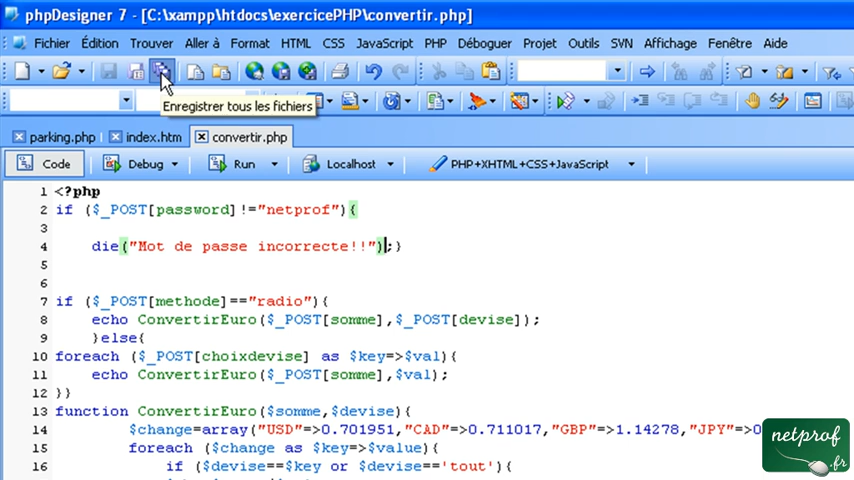 phpDesigner 7 - [C:\xampp\htdocs\exercicePHP\convertir.php]
Fichier Édition Trouver Aller à Format HTML CSS JavaScript PHP Déboguer Projet Outils SVN Affichage Fenêtre Aide
Enregistrer tous les fichiers
parking.php index.htm convertir.php
Code Debug Run Localhost PHP+XHTML+CSS+JavaScript
1 <?php
2 if ($_POST[password]!="netprof"){
3
4 die("Mot de passe incorrecte!!");}
5
6
7 if ($_POST[methode]=="radio"){
8 echo ConvertirEuro($_POST[somme],$_POST[devise]);
9 }else{
10 foreach ($_POST[choixdevise] as $key=>$val){
11 echo ConvertirEuro($_POST[somme],$val);
12 }}
13 function ConvertirEuro($somme,$devise){
14 $change=array("USD"=>0.701951,"CAD"=>0.711017,"GBP"=>1.14278,"JPY"=>0
15 foreach ($change as $key=>$value){
16 if ($devise==$key or $devise=='tout'){
netprof
.fr